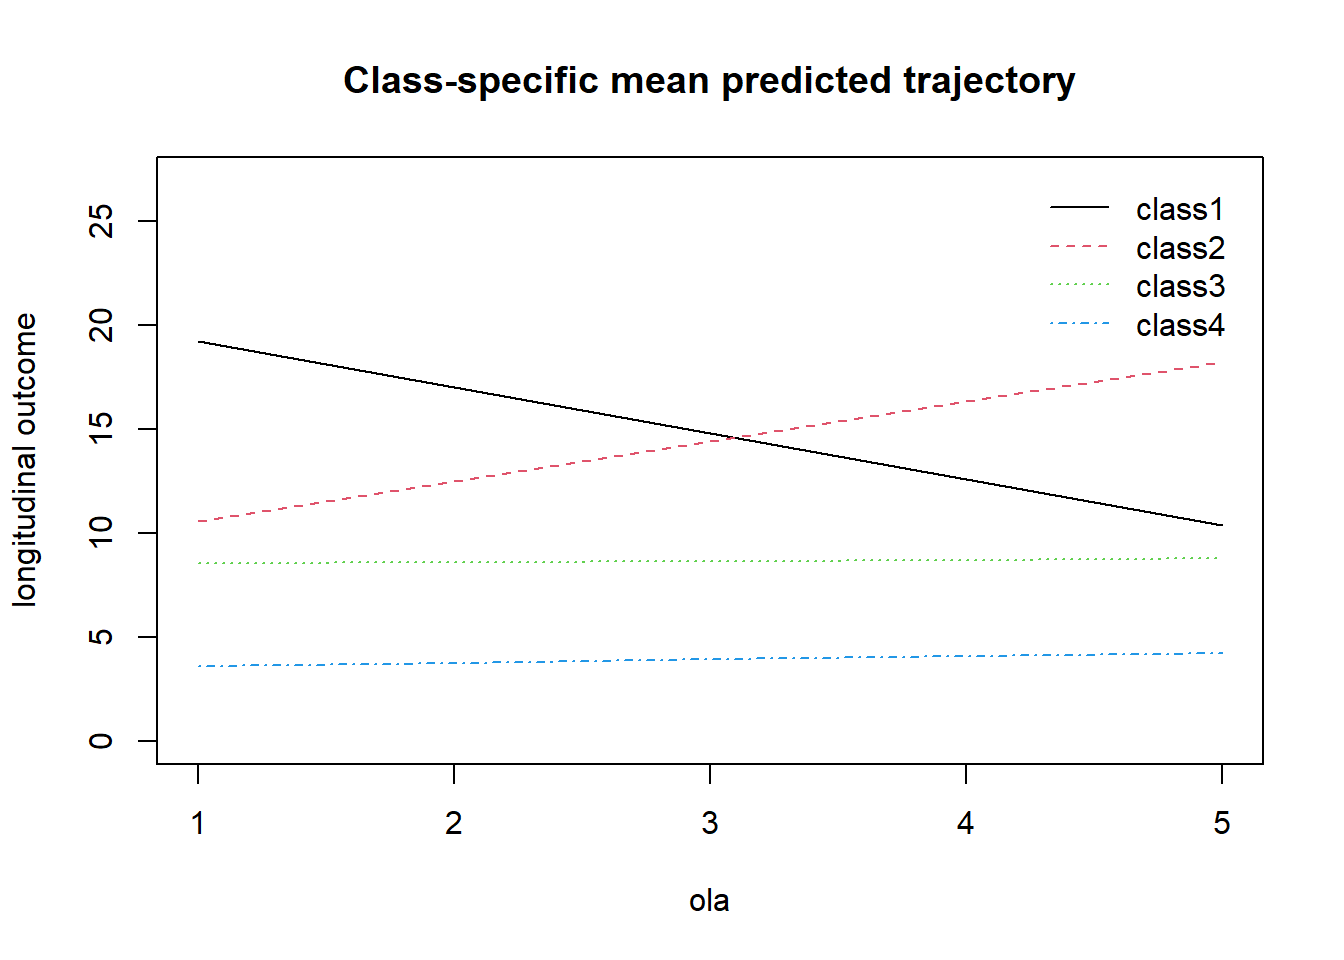 Class-specific mean predicted trajectory
longitudinal outcome
25
20
15
10
5
0
class1
class2
class3
class4
1 2 3 4 5
ola